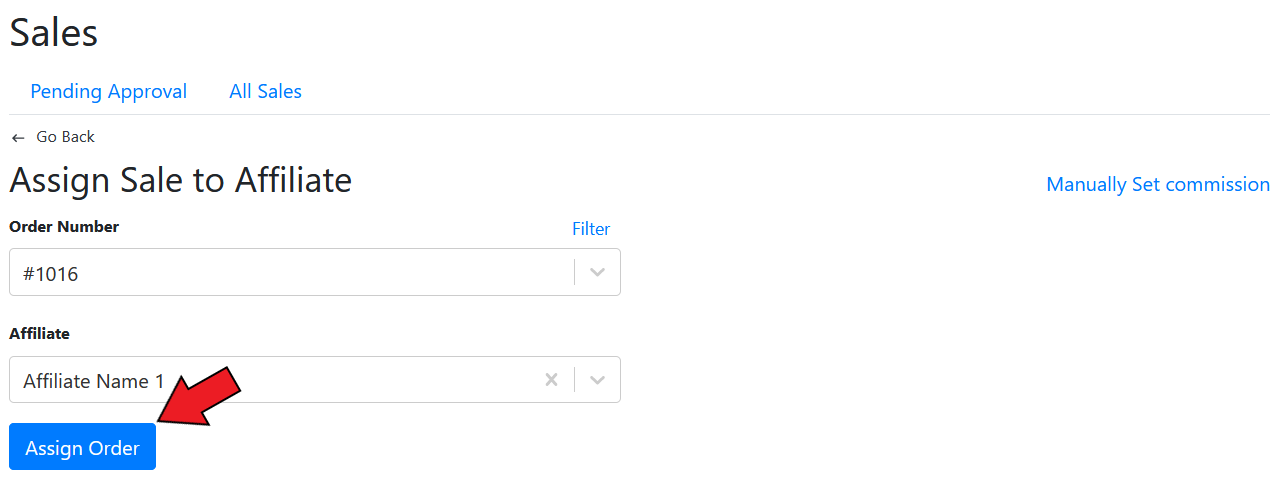 Sales
Pending Approval All Sales
← Go Back
Assign Sale to Affiliate Manually Set commission
Order Number Filter
#1016
Affiliate
Affiliate Name 1
Assign Order